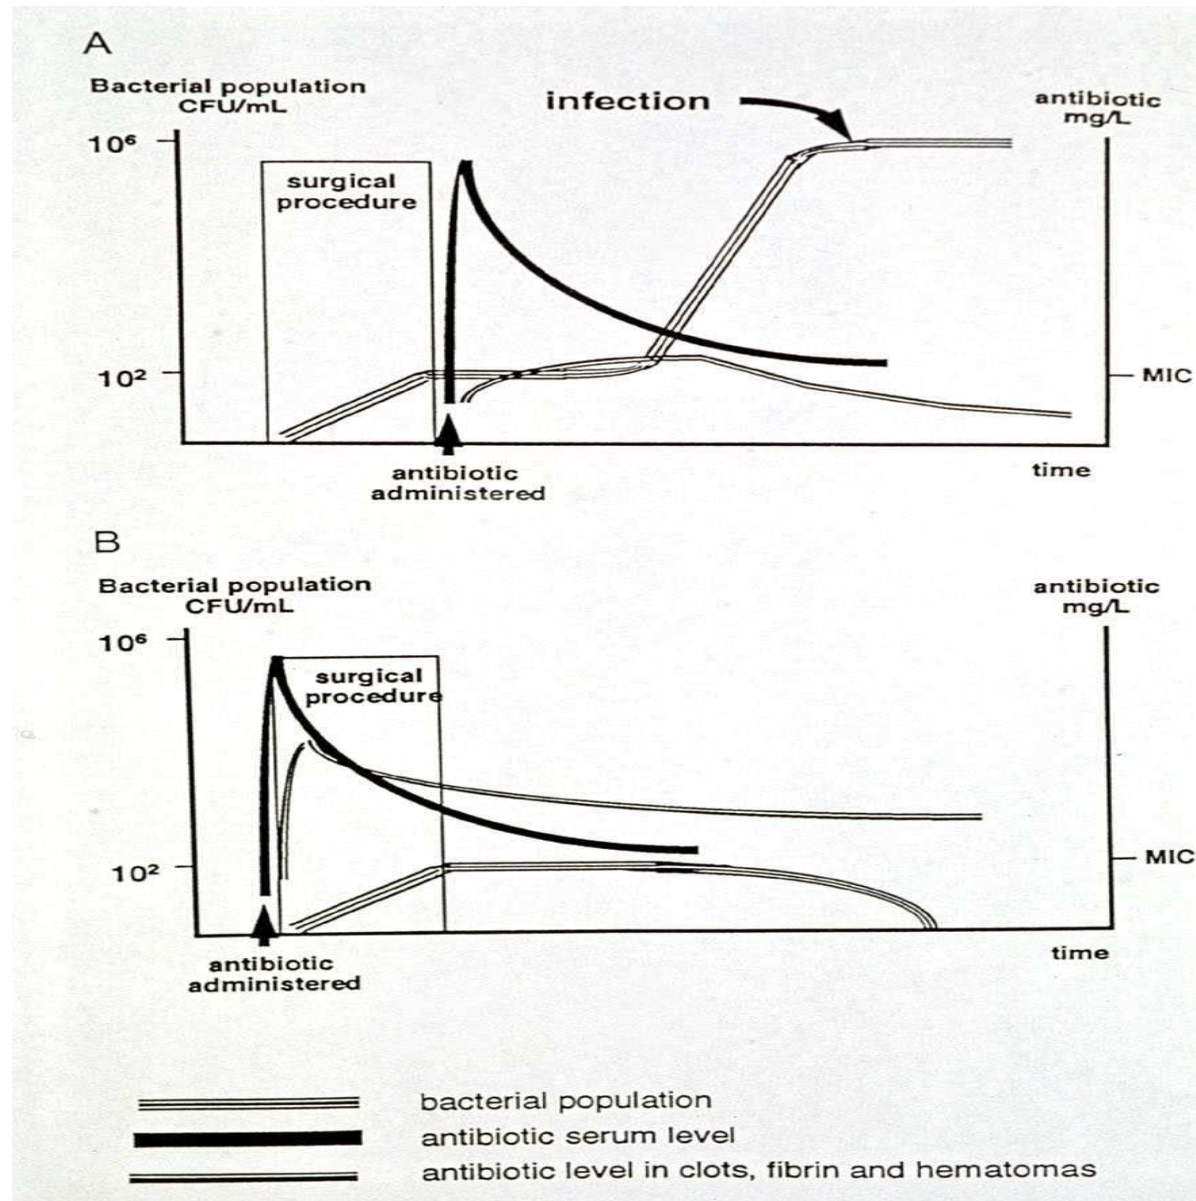 A
Bacterial population
CFU/mL
infection
antibiotic
mg/L
10⁶
surgical
procedure
10²
MIC
antibiotic
administered
time
B
Bacterial population
CFU/mL
antibiotic
mg/L
10⁶
surgical
procedure
10²
MIC
antibiotic
administered
time
bacterial population
antibiotic serum level
antibiotic level in clots, fibrin and hematomas